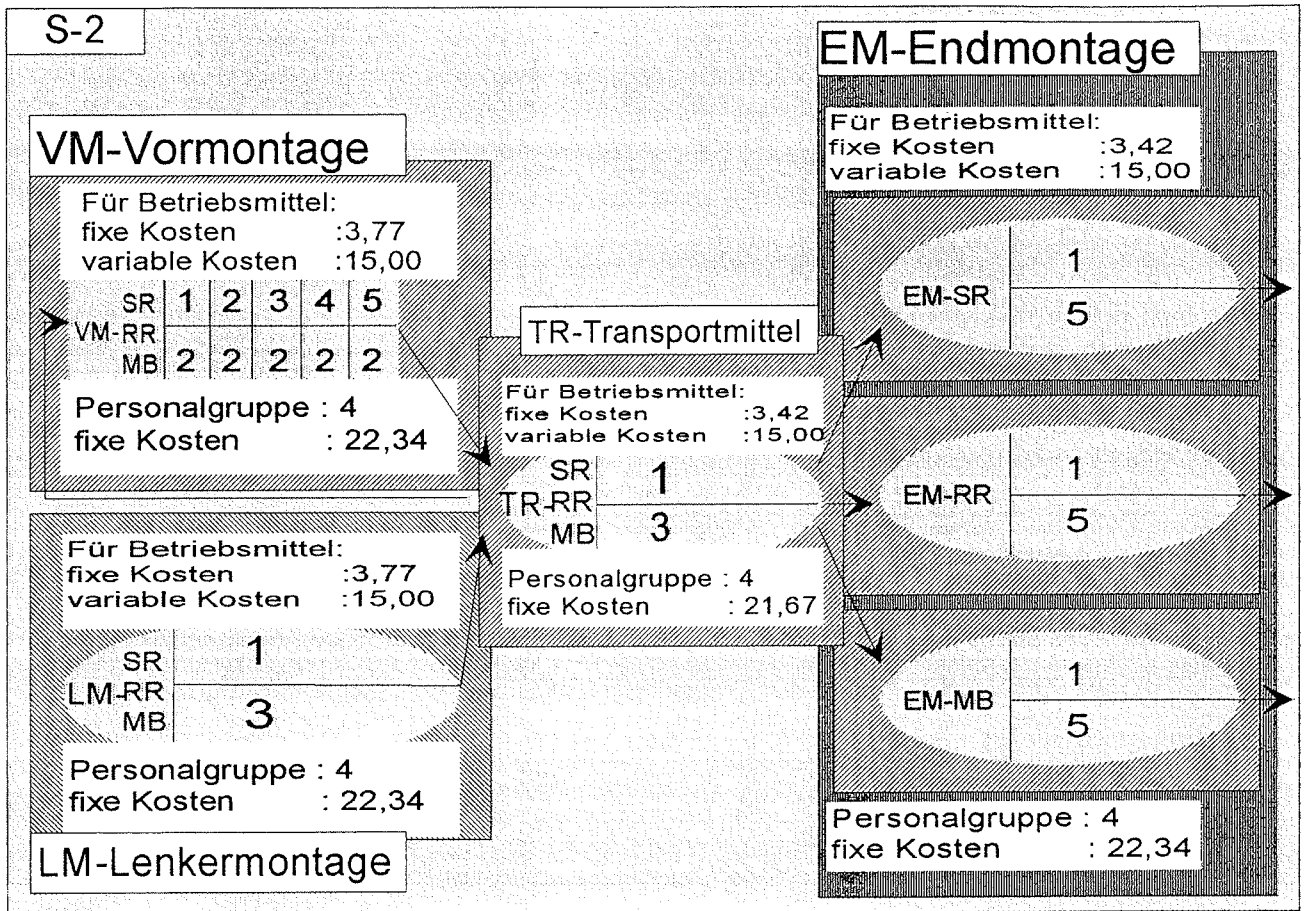 S-2
VM-Vormontage
Für Betriebsmittel:
fixe Kosten :3,77
variable Kosten :15,00
SR 1 2 3 4 5
VM-RR
MB 2 2 2 2 2
Personalgruppe : 4
fixe Kosten : 22,34
Für Betriebsmittel:
fixe Kosten :3,77
variable Kosten :15,00
SR 1
LM-RR
MB 3
Personalgruppe : 4
fixe Kosten : 22,34
LM-Lenkermontage
TR-Transportmittel
Für Betriebsmittel:
fixe Kosten :3,42
variable Kosten :15,00
SR 1
TR-RR
MB 3
Personalgruppe : 4
fixe Kosten : 21,67
EM-Endmontage
Für Betriebsmittel:
fixe Kosten :3,42
variable Kosten :15,00
1
EM-SR
5
1
EM-RR
5
1
EM-MB
5
Personalgruppe : 4
fixe Kosten : 22,34